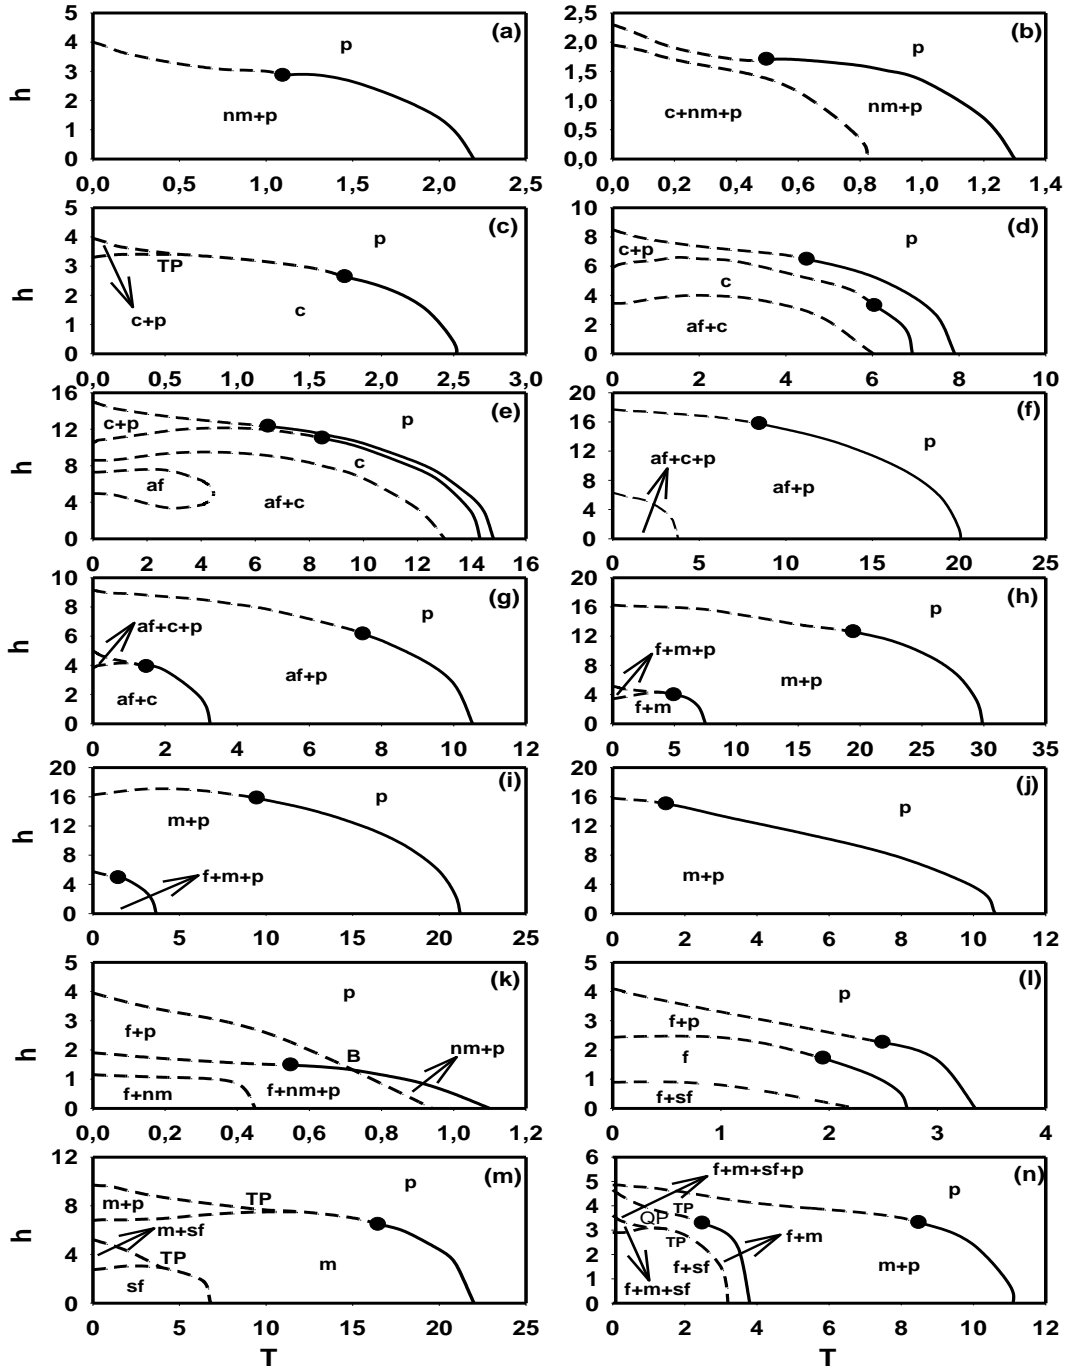 5 4 3 2 1 0
h
(a)
p
nm+p
0,0 0,5 1,0 1,5 2,0 2,5
2,5 2,0 1,5 1,0 0,5 0,0
(b)
p
c+nm+p
nm+p
0,0 0,2 0,4 0,6 0,8 1,0 1,2 1,4
5 4 3 2 1 0
h
(c)
p
TP
c+p
c
0,0 0,5 1,0 1,5 2,0 2,5 3,0
10 8 6 4 2 0
(d)
p
c+p
c
af+c
0 2 4 6 8 10
16 12 8 4 0
h
(e)
p
c+p
c
af
af+c
0 2 4 6 8 10 12 14 16
20 16 12 8 4 0
(f)
p
af+c+p
af+p
0 5 10 15 20 25
10 8 6 4 2 0
h
(g)
p
af+c+p
af+p
af+c
0 2 4 6 8 10 12
20 16 12 8 4 0
(h)
p
f+m+p
m+p
f+m
0 5 10 15 20 25 30 35
20 16 12 8 4 0
h
(i)
p
m+p
f+m+p
0 5 10 15 20 25
20 16 12 8 4 0
(j)
p
m+p
0 2 4 6 8 10 12
5 4 3 2 1 0
h
(k)
p
f+p
B
nm+p
f+nm
f+nm+p
0,0 0,2 0,4 0,6 0,8 1,0 1,2
5 4 3 2 1 0
(l)
p
f+p
f
f+sf
0 1 2 3 4
12 8 4 0
h
(m)
p
m+p
TP
m+sf
TP
sf
m
0 5 10 15 20 25
T
6 5 4 3 2 1 0
(n)
f+m+sf+p
p
TP
QP
TP
f+m
f+sf
m+p
f+m+sf
0 2 4 6 8 10 12
T